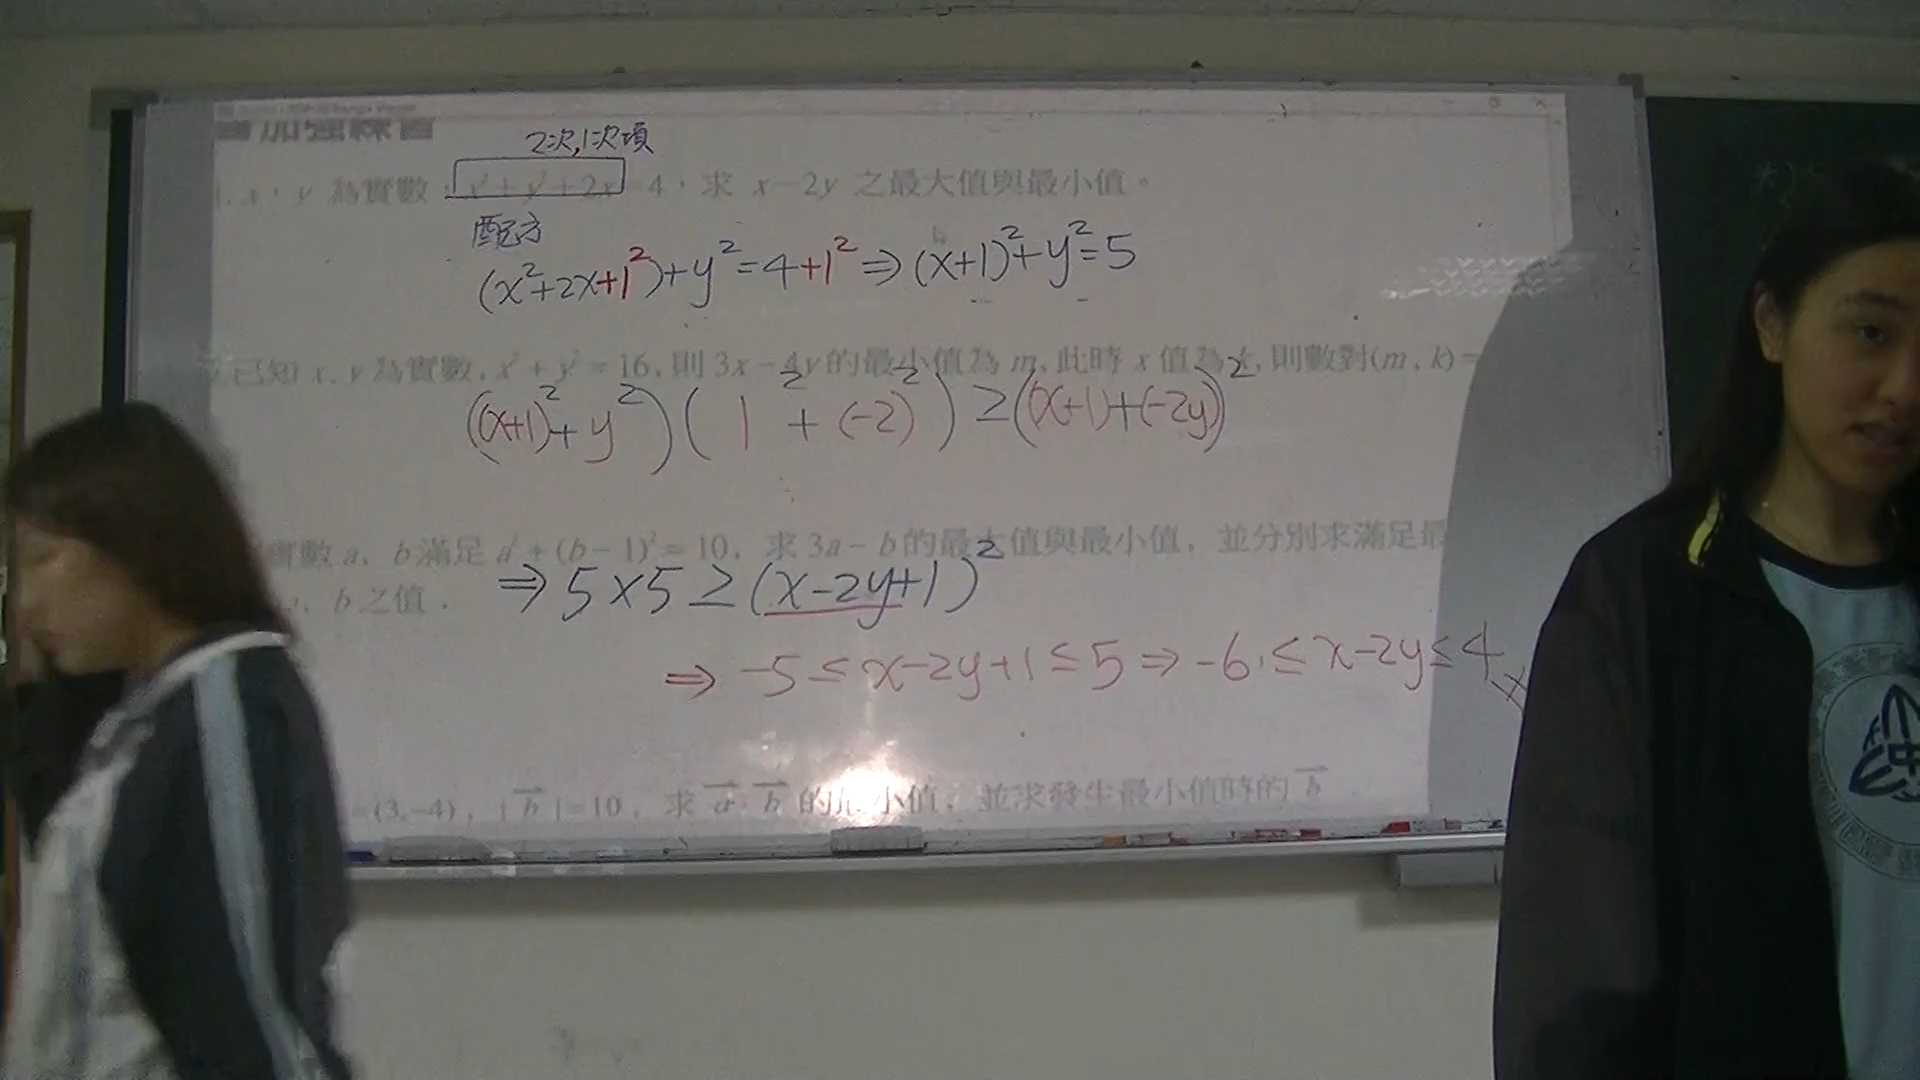 加強練習
2次,1次項
1. x，y 為實數，x²+y²+2x=4，求 x−2y 之最大值與最小值。
配方
(x²+2x+1²)+y²=4+1²⇒(x+1)²+y²=5
已知 x, y 為實數, x²+y²=16, 則 3x−4y 的最小值為 m, 此時 x 值為 k, 則數對(m, k)=
((x+1)²+y²)(1²+(-2)²)≥((x+1)+(-2y))²
實數 a, b 滿足 a²+(b−1)²=10, 求 3a−b 的最大值與最小值, 並分別求滿足最
b 之值.
⇒5×5≥(x-2y+1)²
⇒-5≤x-2y+1≤5⇒-6≤x-2y≤4
=(3,−4), |b⃗|=10, 求 a⃗·b⃗ 的最小值, 並求發生最小值時的 b⃗